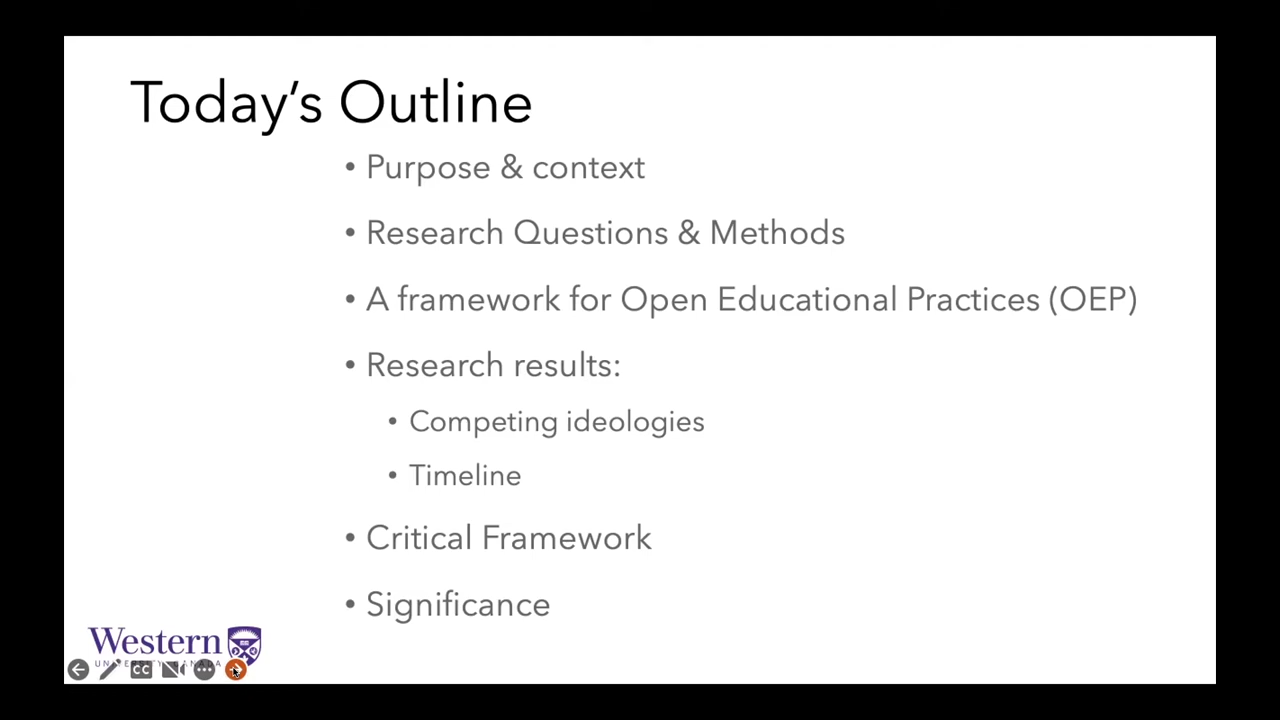 Today's Outline
• Purpose & context
• Research Questions & Methods
• A framework for Open Educational Practices (OEP)
• Research results:
• Competing ideologies
• Timeline
• Critical Framework
• Significance
Western
CC